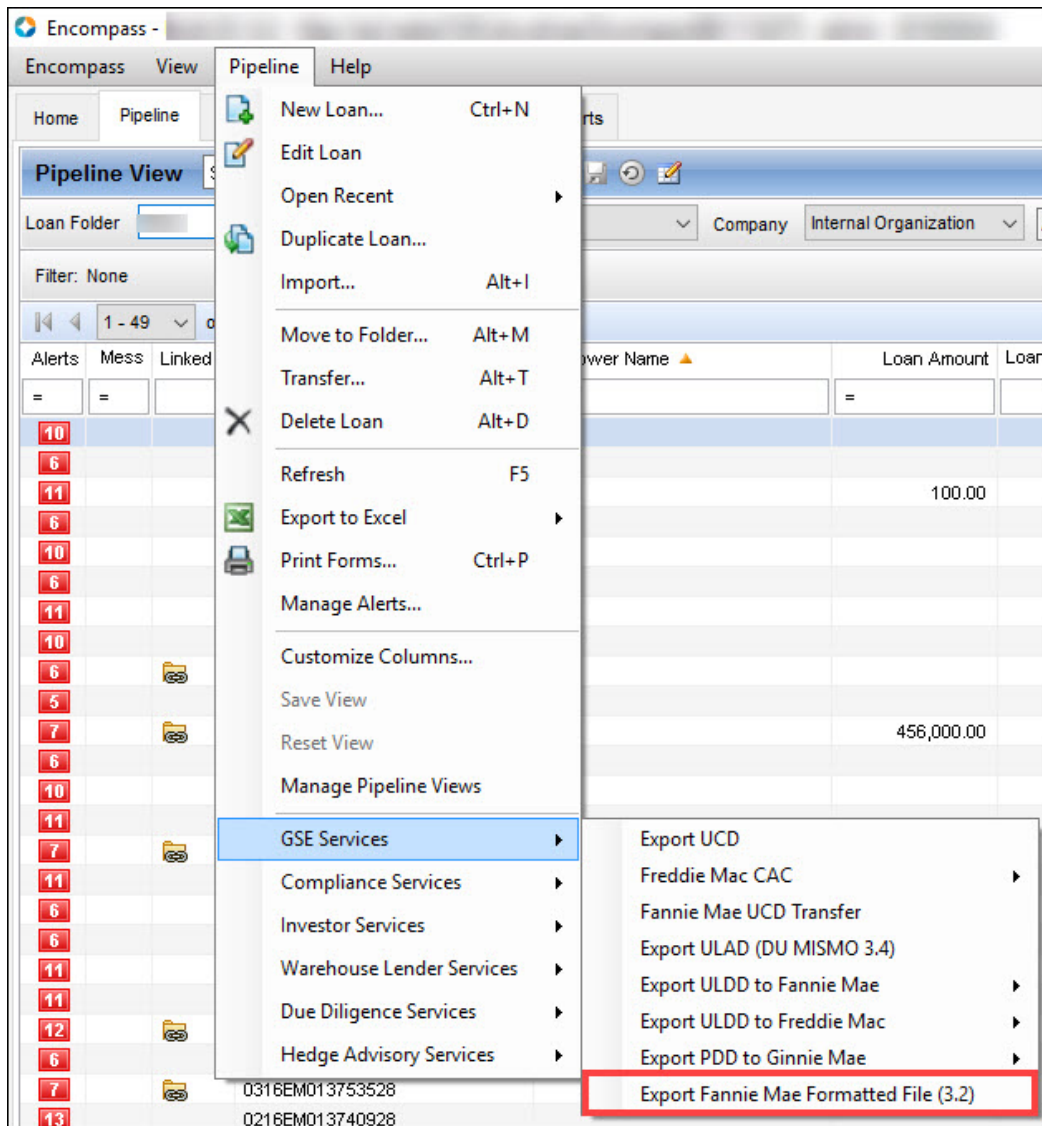 Encompass -
Encompass View Pipeline Help
Home Pipeline rts
New Loan... Ctrl+N
Edit Loan
Pipeline View
Open Recent
Loan Folder Company Internal Organization
Duplicate Loan...
Filter: None
Import... Alt+I
1 - 49
Move to Folder... Alt+M
Alerts Mess Linked ower Name Loan Amount Loan
= = =
Transfer... Alt+T
Delete Loan Alt+D
10
6
Refresh F5
11 100.00
6
Export to Excel
10
Print Forms... Ctrl+P
6
11
Manage Alerts...
10
Customize Columns...
6
5
Save View
7 456,000.00
Reset View
6
10
Manage Pipeline Views
11
GSE Services Export UCD
7
Freddie Mac CAC
11
Compliance Services
6
Fannie Mae UCD Transfer
Investor Services
6
Export ULAD (DU MISMO 3.4)
11
Warehouse Lender Services
Export ULDD to Fannie Mae
11
Due Diligence Services
12
Export ULDD to Freddie Mac
6
Hedge Advisory Services Export PDD to Ginnie Mae
7 0316EM013753528
Export Fannie Mae Formatted File (3.2)
13 0216EM013740928